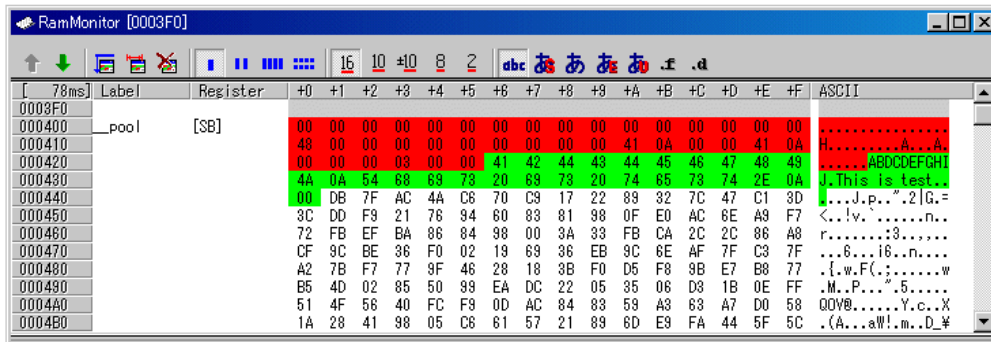 RamMonitor [0003F0]
16 10 ±10 8 2 abc あ あ あ あ .f .d
[ 78ms] Label Register +0 +1 +2 +3 +4 +5 +6 +7 +8 +9 +A +B +C +D +E +F ASCII
0003F0
000400 __pool [SB] 00 00 00 00 00 00 00 00 00 00 00 00 00 00 00 00 ................
000410 48 00 00 00 00 00 00 00 00 00 41 0A 00 00 41 0A H.........A...A.
000420 00 00 00 03 00 00 41 42 44 43 44 45 46 47 48 49 ......ABDCDEFGHI
000430 4A 0A 54 68 69 73 20 69 73 20 74 65 73 74 2E 0A J.This is test..
000440 00 DB 7F AC 4A C6 70 C9 17 22 89 32 7C 47 C1 3D ....J.p..".2|G.=
000450 3C DD F9 21 76 94 60 83 81 98 0F E0 AC 6E A9 F7 <..!v.`......n..
000460 72 FB EF BA 86 84 98 00 3A 33 FB CA 2C 2C 86 A8 r.......:3..,,..
000470 CF 9C BE 36 F0 02 19 69 36 EB 9C 6E AF 7F C3 7F ...6...i6..n....
000480 A2 7B F7 77 9F 46 28 18 3B F0 D5 F8 9B E7 B8 77 .{.w.F(.;......w
000490 B5 4D 02 85 50 99 EA DC 22 05 35 06 D3 1B 0E FF .M..P...".5.....
0004A0 51 4F 56 40 FC F9 0D AC 84 83 59 A3 63 A7 D0 58 QOV@......Y.c..X
0004B0 1A 28 41 98 05 C6 61 57 21 89 6D E9 FA 44 5F 5C .(A...aW!.m..D_¥